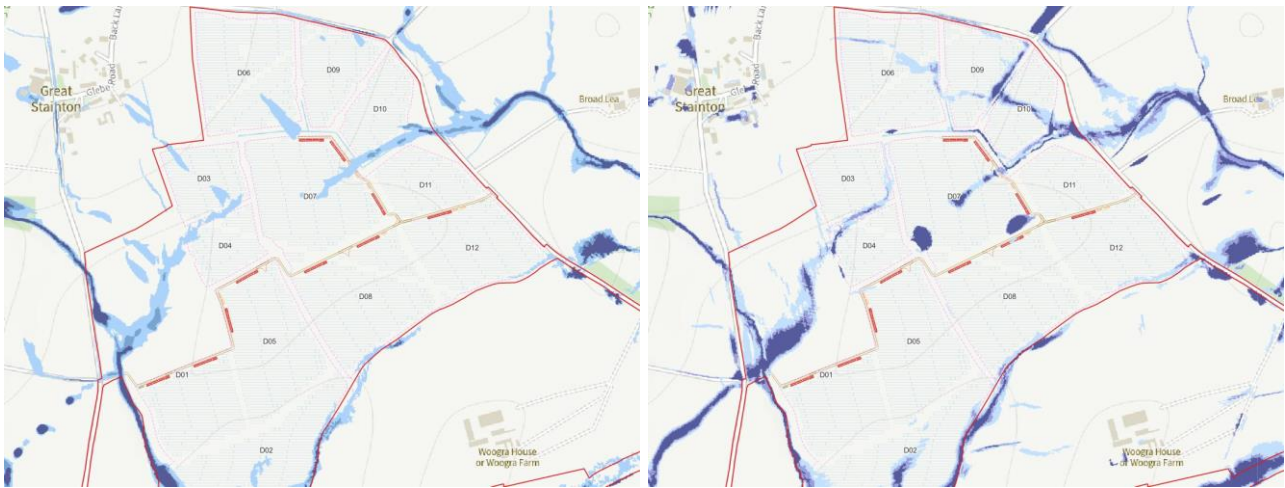 Back La
Glebe Road
Great
Stainton
D06
D09
D10
Broad Lea
D03
D07
D11
D04
D12
D08
D05
D01
D02
Woogra House
or Woogra Farm
Back La
Great
Stainton
D06
D09
D10
Broad Lea
D03
D07
D11
D04
D12
D08
D05
D01
D02
Woogra House
or Woogra Farm